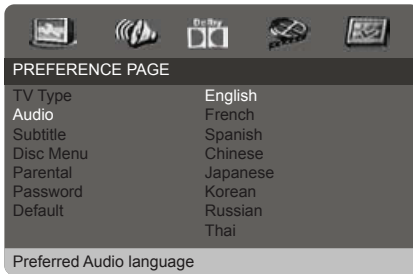 Dolby
PREFERENCE PAGE
TV Type English
Audio French
Subtitle Spanish
Disc Menu Chinese
Parental Japanese
Password Korean
Default Russian
Thai
Preferred Audio language